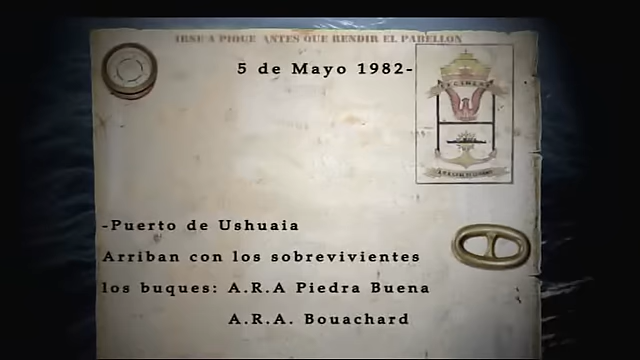 IRSE A PIQUE ANTES QUE RENDIR EL PABELLON
5 de Mayo 1982-
-Puerto de Ushuaia
Arriban con los sobrevivientes
los buques: A.R.A Piedra Buena
A.R.A. Bouachard